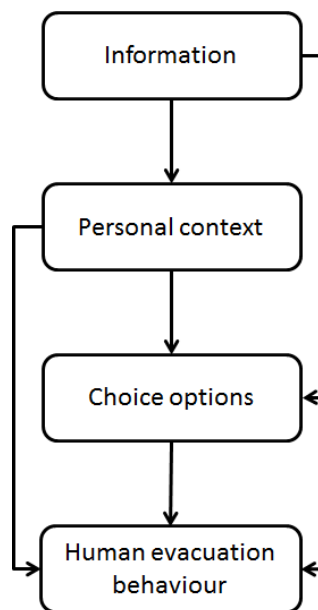 Information
Personal context
Choice options
Human evacuation
behaviour